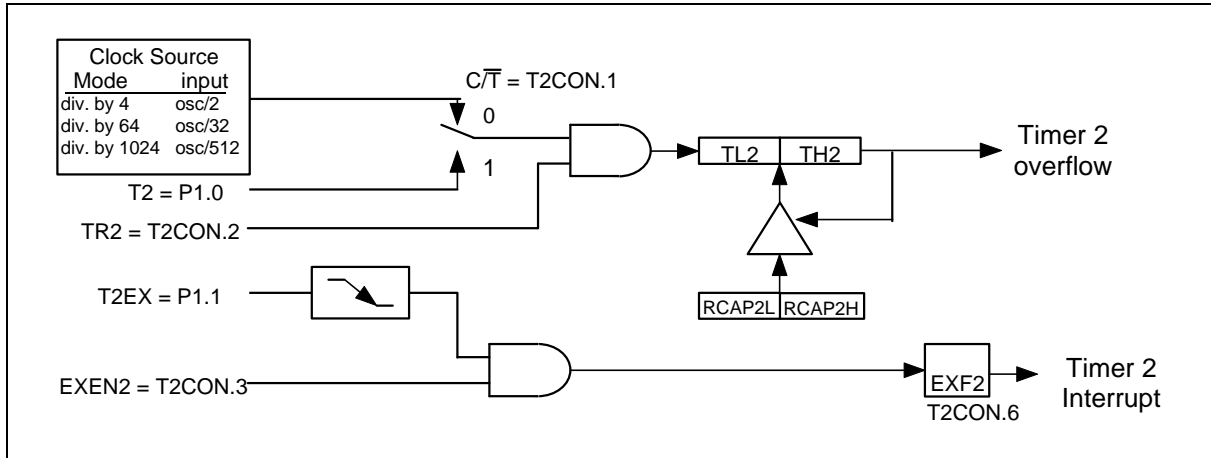 Clock Source
Mode input
div. by 4 osc/2
div. by 64 osc/32
div. by 1024 osc/512
C/T̅ = T2CON.1
0
1
T2 = P1.0
TR2 = T2CON.2
TL2 TH2
Timer 2
overflow
T2EX = P1.1
RCAP2L RCAP2H
EXEN2 = T2CON.3
EXF2
T2CON.6
Timer 2
Interrupt